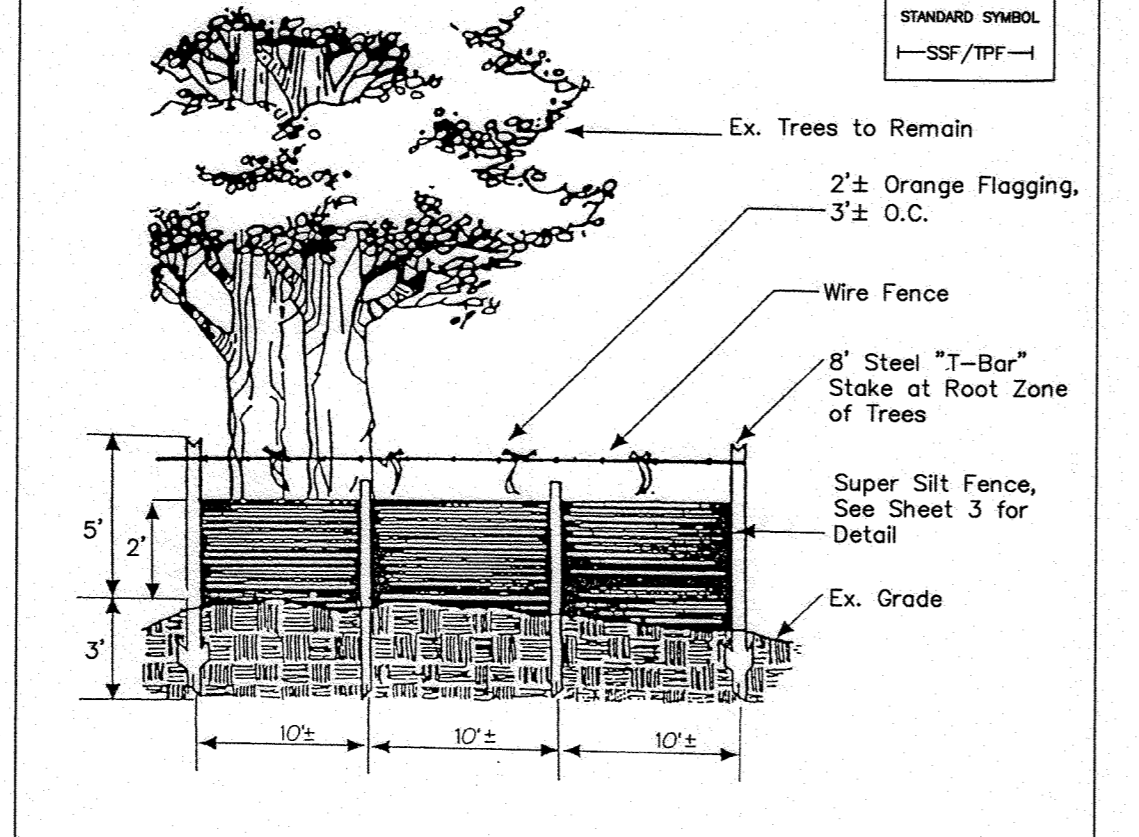 STANDARD SYMBOL
SSF/TPF
Ex. Trees to Remain
2'± Orange Flagging,
3'± O.C.
Wire Fence
8' Steel "T-Bar"
Stake at Root Zone
of Trees
Super Silt Fence,
See Sheet 3 for
Detail
Ex. Grade
5'
2'
3'
10'±
10'±
10'±